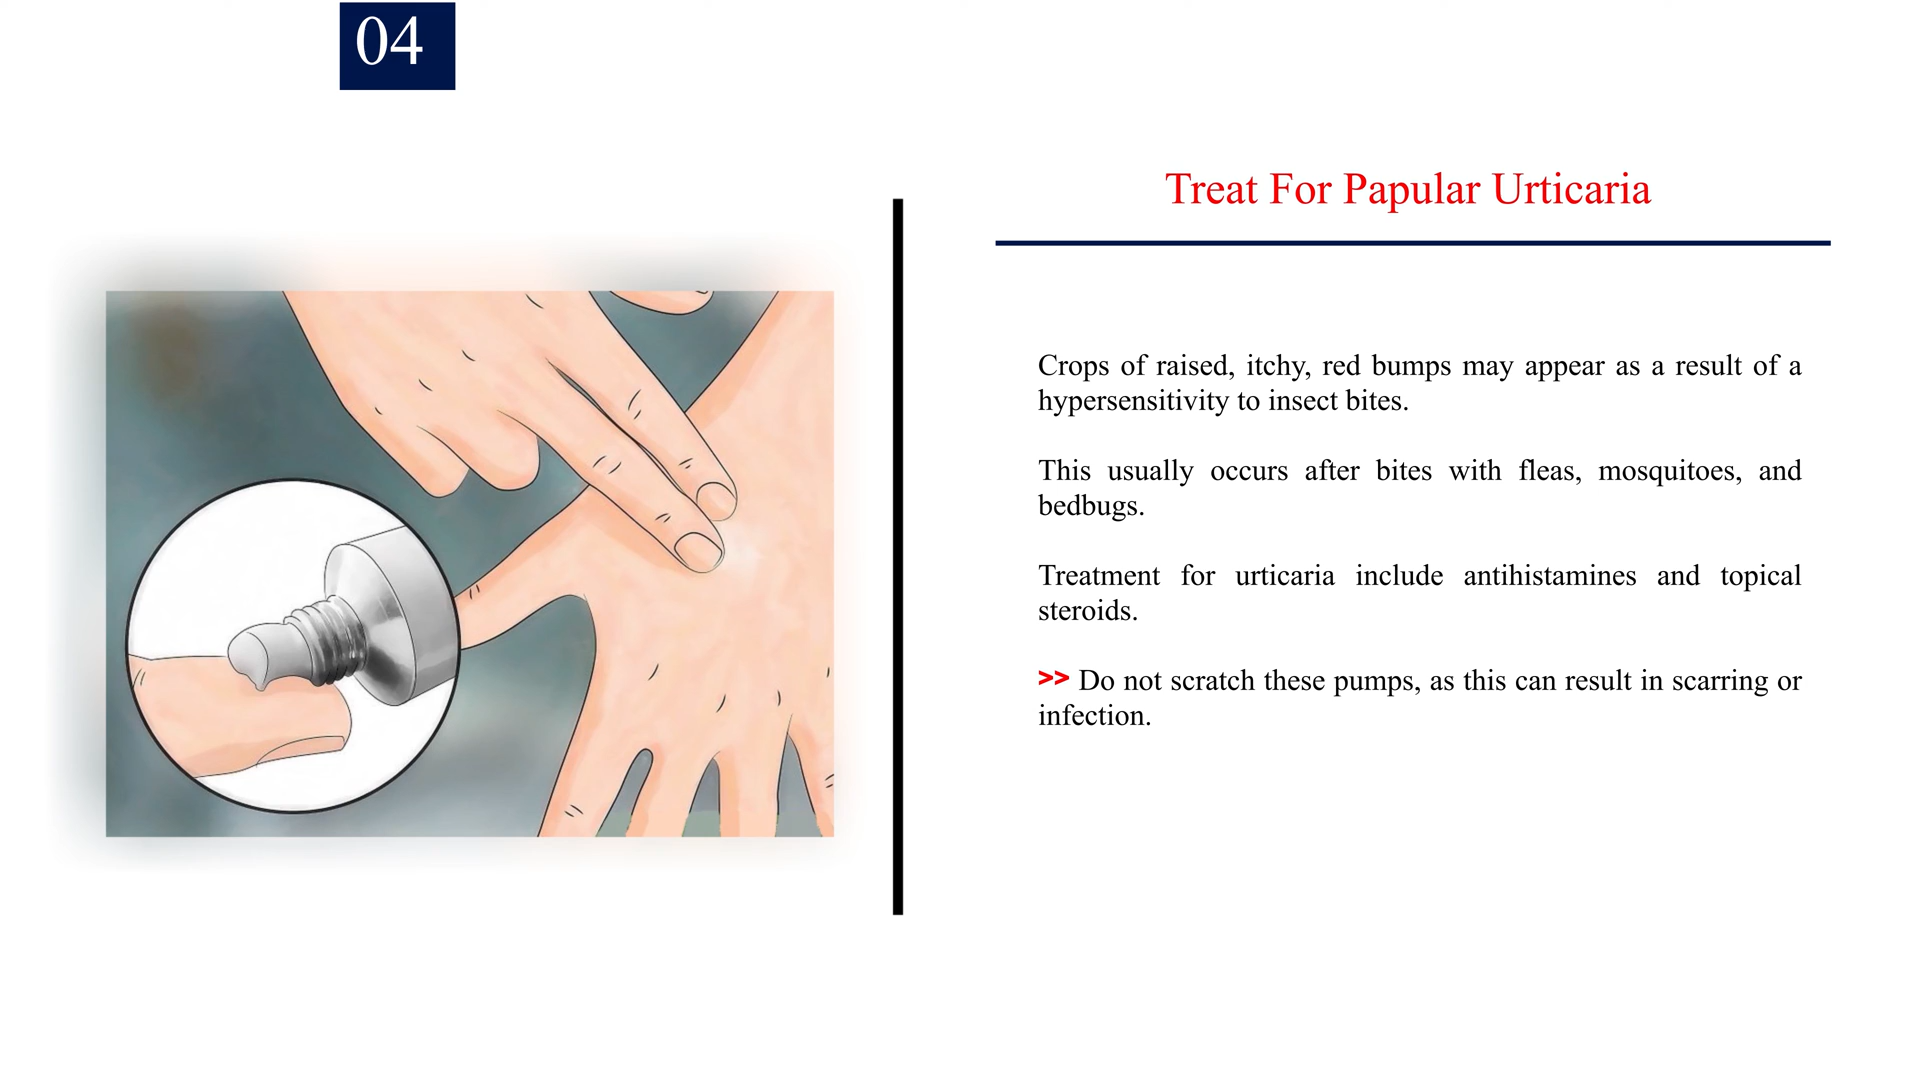 04
Treat For Papular Urticaria
Crops of raised, itchy, red bumps may appear as a result of a
hypersensitivity to insect bites.
This usually occurs after bites with fleas, mosquitoes, and
bedbugs.
Treatment for urticaria include antihistamines and topical
steroids.
>> Do not scratch these pumps, as this can result in scarring or
infection.